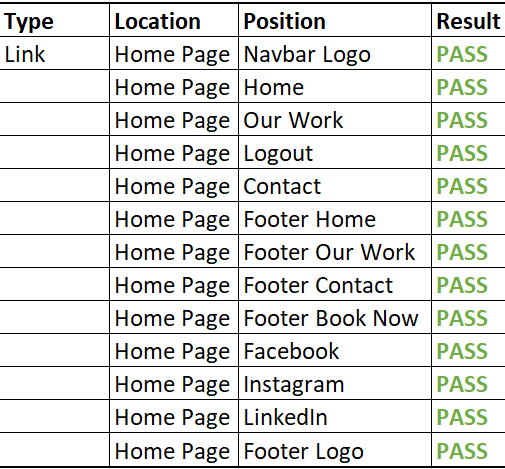 Type Location Position Result
Link Home Page Navbar Logo PASS
Home Page Home PASS
Home Page Our Work PASS
Home Page Logout PASS
Home Page Contact PASS
Home Page Footer Home PASS
Home Page Footer Our Work PASS
Home Page Footer Contact PASS
Home Page Footer Book Now PASS
Home Page Facebook PASS
Home Page Instagram PASS
Home Page LinkedIn PASS
Home Page Footer Logo PASS